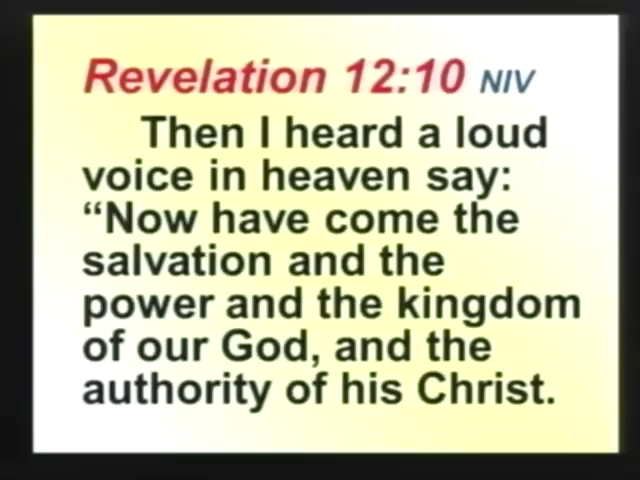 Revelation 12:10 NIV
Then I heard a loud
voice in heaven say:
“Now have come the
salvation and the
power and the kingdom
of our God, and the
authority of his Christ.